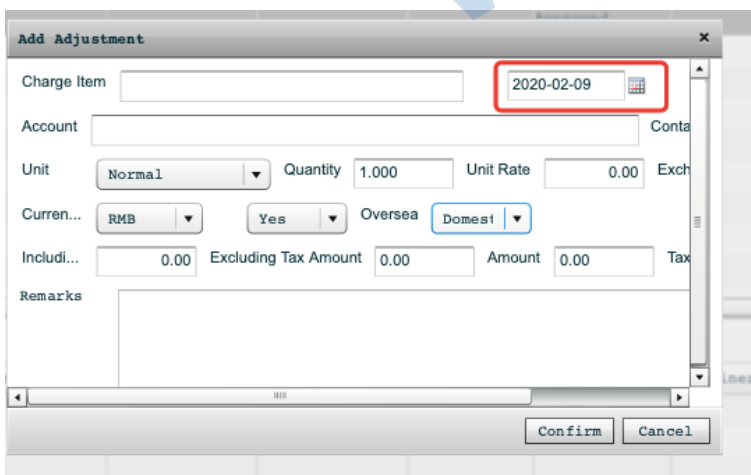 Approved
Add Adjustment ×
Charge Item 2020-02-09
Account Conta
Unit Normal Quantity 1.000 Unit Rate 0.00 Exch
Curren... RMB Yes Oversea Domest
Includi... 0.00 Excluding Tax Amount 0.00 Amount 0.00 Tax
Remarks
Confirm Cancel